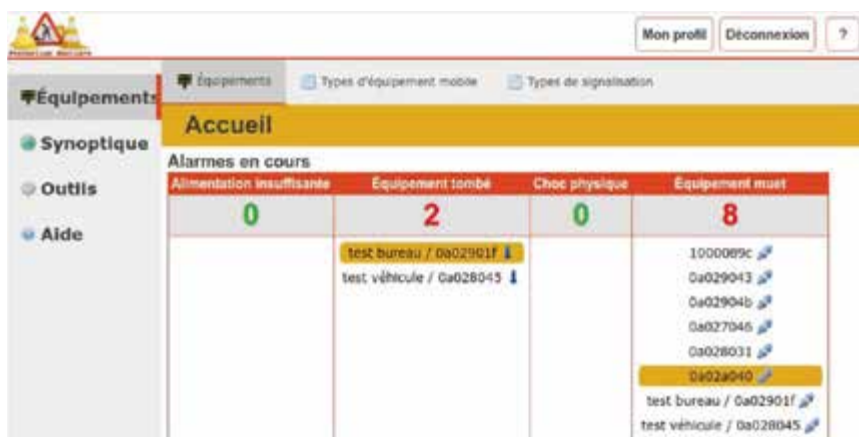 Mon profil Déconnexion ?
Équipements Types d'équipement mobile Types de signalisation
Équipements
Accueil
Synoptique
Alarmes en cours
Outils
Alimentation insuffisante Équipement tombé Choc physique Équipement muet
0 2 0 8
Aide
test bureau / 0a02901f 1000089c
test véhicule / 0a028045 0a029043
0a02904b
0a027046
0a028031
0a02a040
test bureau / 0a02901f
test véhicule / 0a028045